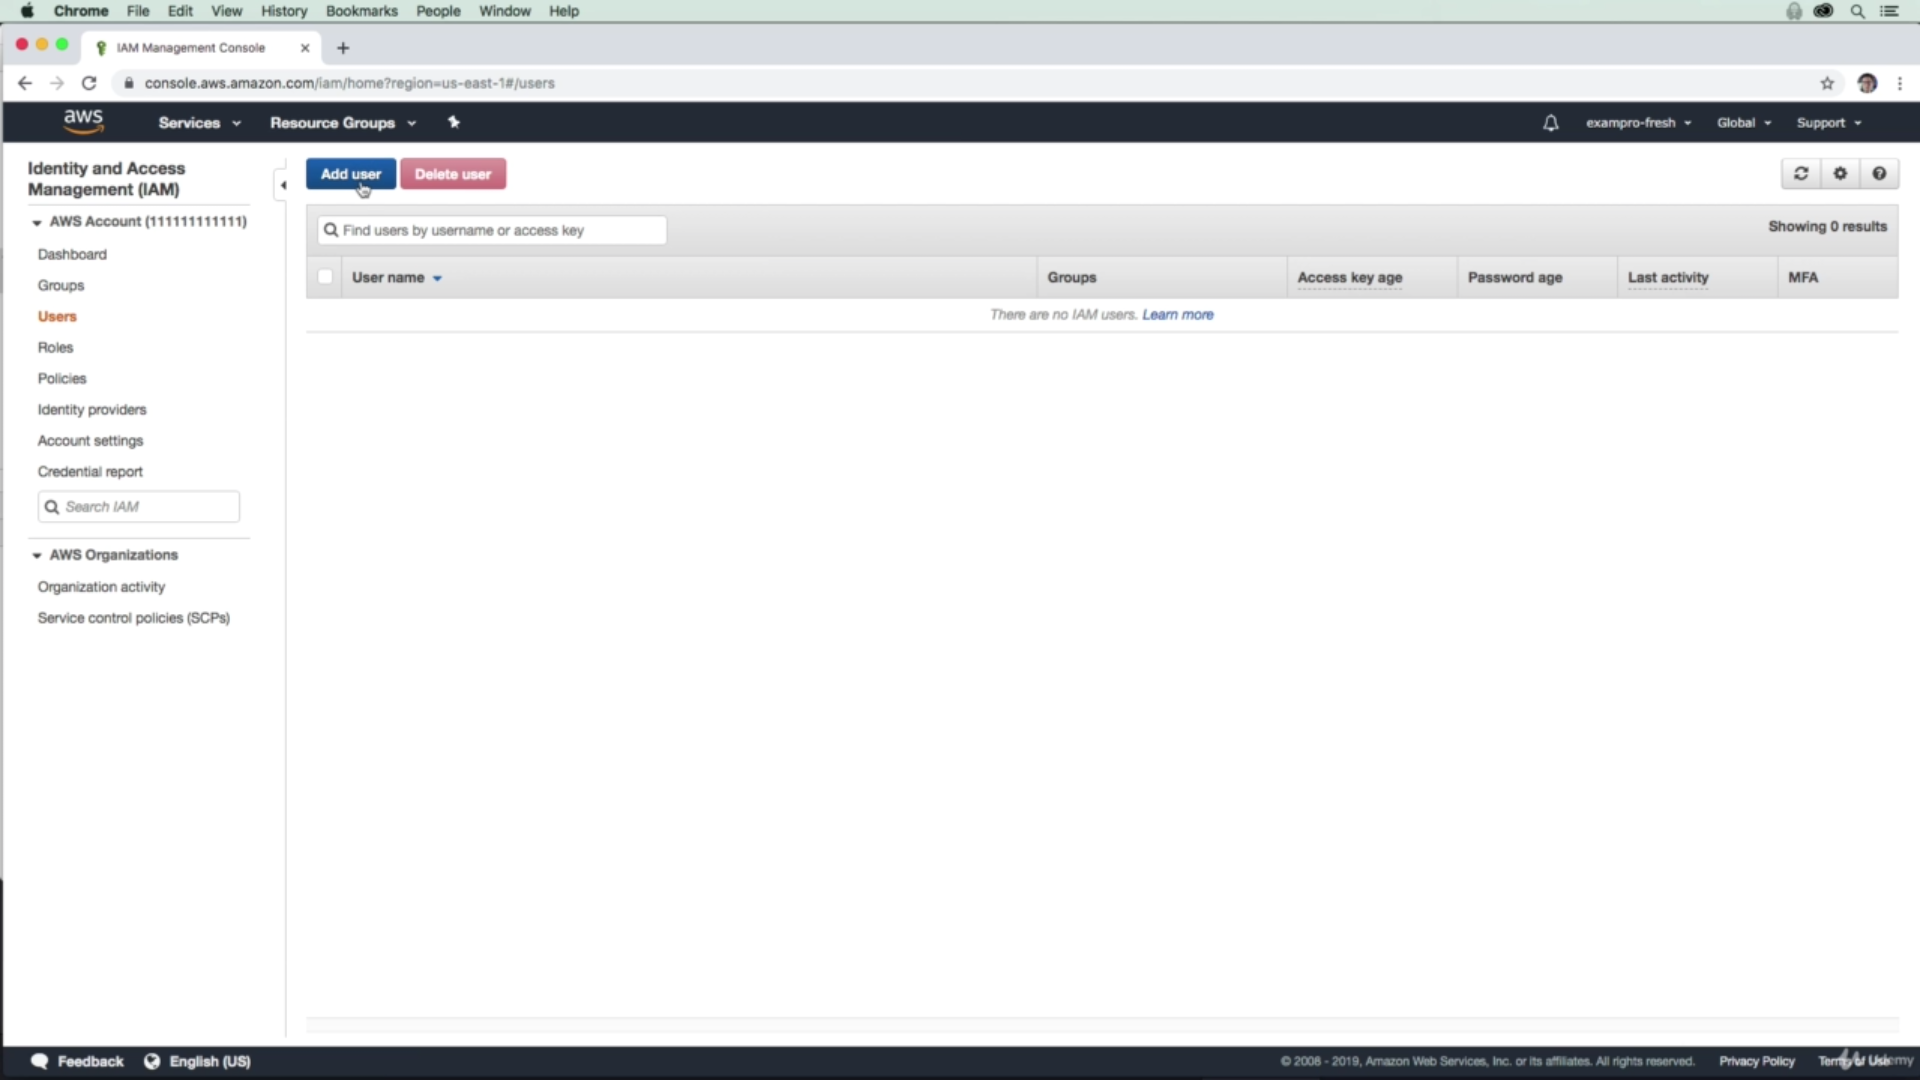 Chrome File Edit View History Bookmarks People Window Help
IAM Management Console
console.aws.amazon.com/iam/home?region=us-east-1#/users
aws Services Resource Groups exampro-fresh Global Support
Identity and Access
Management (IAM)
AWS Account (111111111111)
Dashboard
Groups
Users
Roles
Policies
Identity providers
Account settings
Credential report
Search IAM
AWS Organizations
Organization activity
Service control policies (SCPs)
Add user Delete user
Find users by username or access key
Showing 0 results
User name Groups Access key age Password age Last activity MFA
There are no IAM users. Learn more
Feedback English (US)
© 2008 - 2019, Amazon Web Services, Inc. or its affiliates. All rights reserved. Privacy Policy Terms of Use